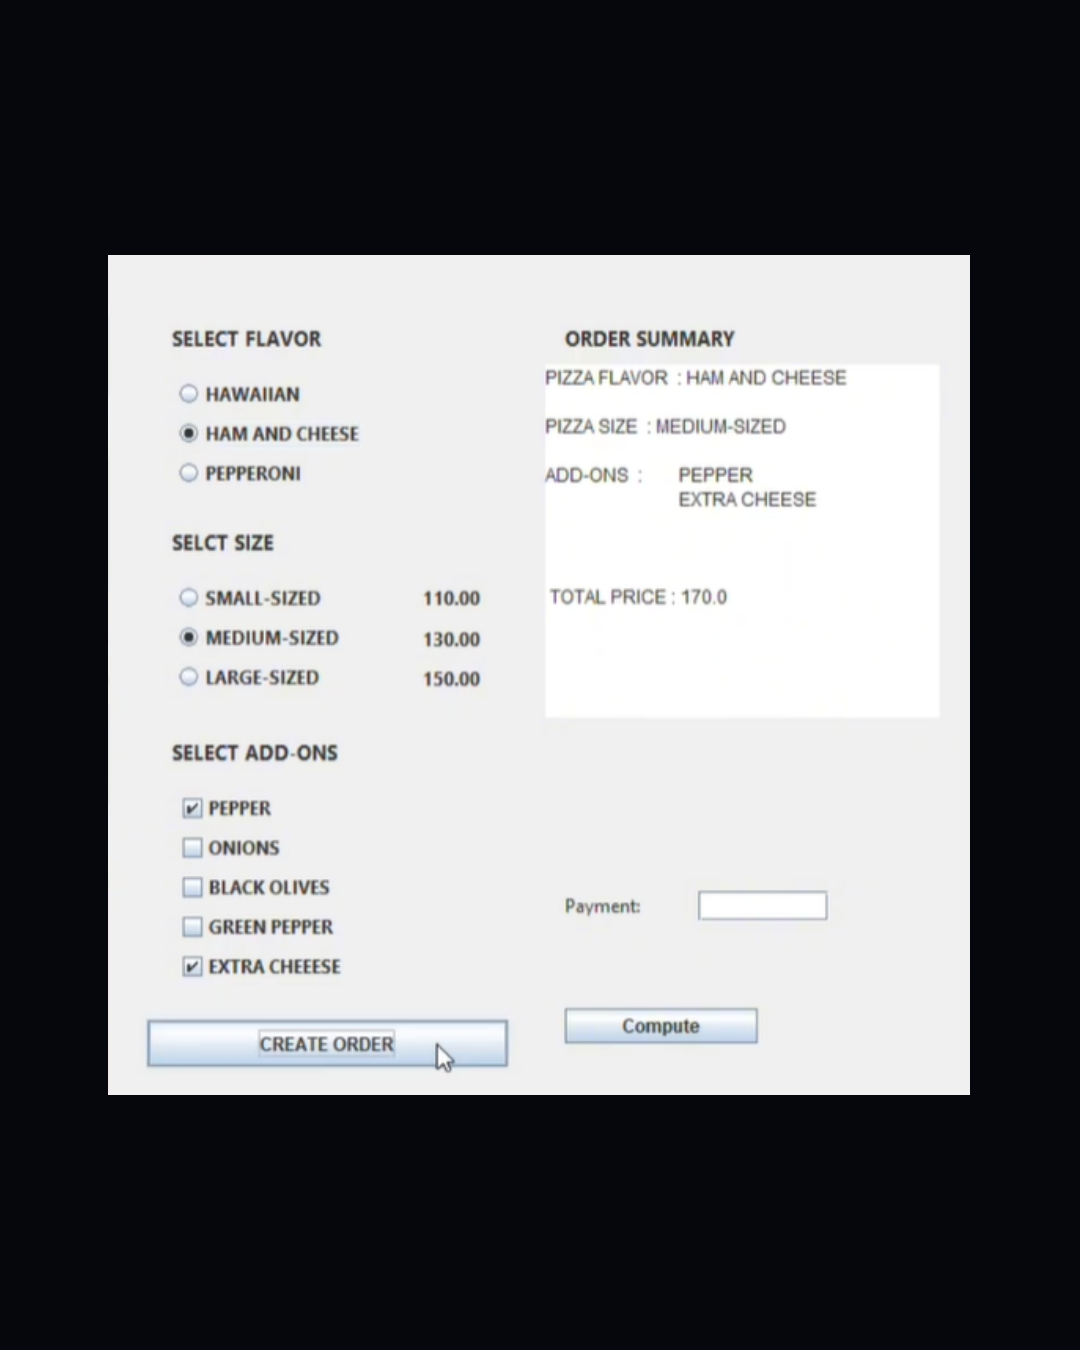 SELECT FLAVOR
HAWAIIAN
HAM AND CHEESE
PEPPERONI
SELCT SIZE
SMALL-SIZED 110.00
MEDIUM-SIZED 130.00
LARGE-SIZED 150.00
SELECT ADD-ONS
PEPPER
ONIONS
BLACK OLIVES
GREEN PEPPER
EXTRA CHEEESE
CREATE ORDER
ORDER SUMMARY
PIZZA FLAVOR : HAM AND CHEESE
PIZZA SIZE : MEDIUM-SIZED
ADD-ONS : PEPPER
EXTRA CHEESE
TOTAL PRICE : 170.0
Payment:
Compute